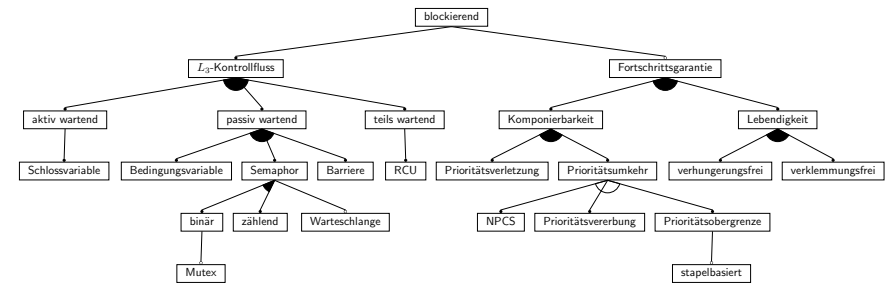 blockierend
L₃-Kontrollfluss
Fortschrittsgarantie
aktiv wartend
passiv wartend
teils wartend
Komponierbarkeit
Lebendigkeit
Schlossvariable
Bedingungsvariable
Semaphor
Barriere
RCU
Prioritätsverletzung
Prioritätsumkehr
verhungerungsfrei
verklemmungsfrei
binär
zählend
Warteschlange
NPCS
Prioritätsvererbung
Prioritätsobergrenze
Mutex
stapelbasiert